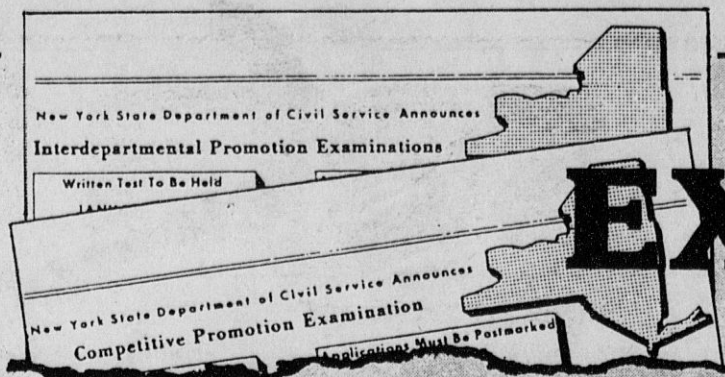 New York State Department of Civil Service Announces
Interdepartmental Promotion Examinations
Written Test To Be Held
EX
New York State Department of Civil Service Announces
Competitive Promotion Examination
Applications Must Be Postmarked